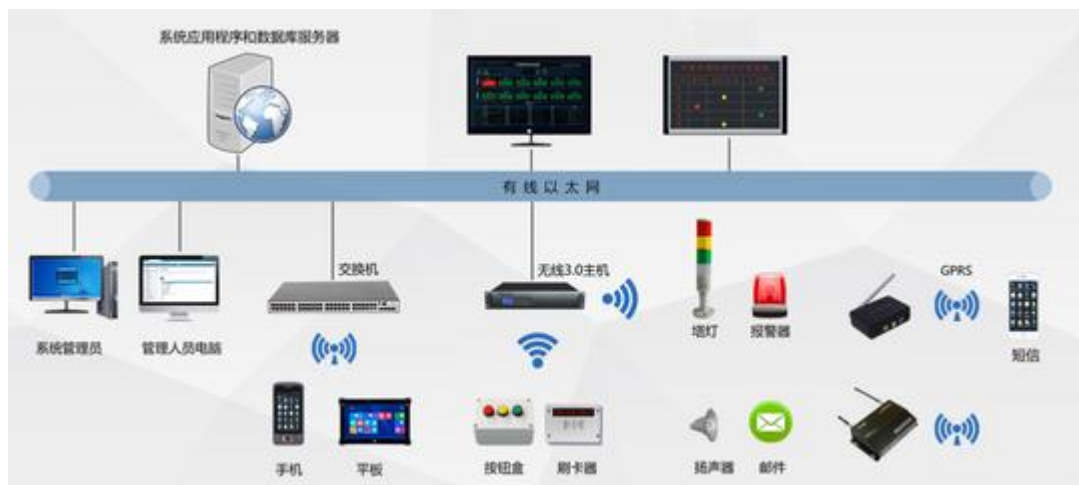 系统应用程序和数据库服务器
有线以太网
交换机
无线3.0主机
GPRS
系统管理员
管理人员电脑
塔灯
报警器
短信
手机
平板
按钮盒
刷卡器
扬声器
邮件